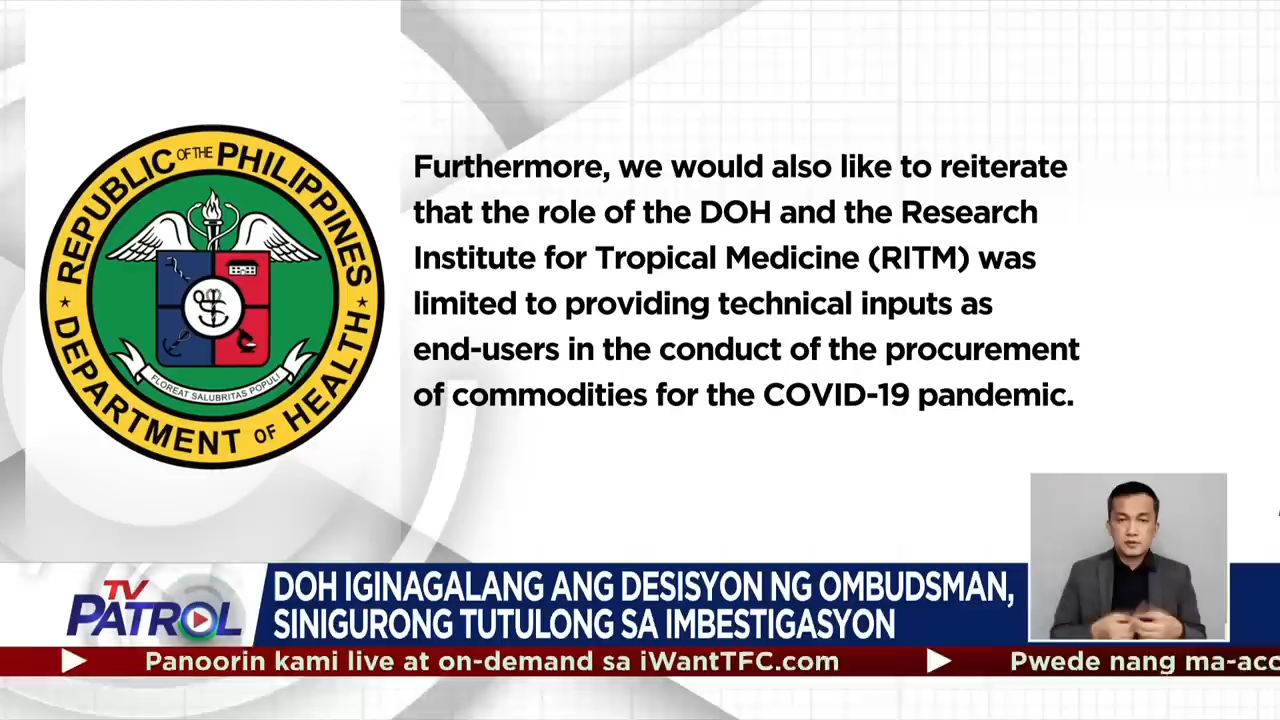 REPUBLIC OF THE PHILIPPINES
DEPARTMENT OF HEALTH
FLOREAT SALUBRITAS POPULI
Furthermore, we would also like to reiterate
that the role of the DOH and the Research
Institute for Tropical Medicine (RITM) was
limited to providing technical inputs as
end-users in the conduct of the procurement
of commodities for the COVID-19 pandemic.
TV
PATROL
DOH IGINAGALANG ANG DESISYON NG OMBUDSMAN,
SINIGURONG TUTULONG SA IMBESTIGASYON
Panoorin kami live at on-demand sa iWantTFC.com Pwede nang ma-acc